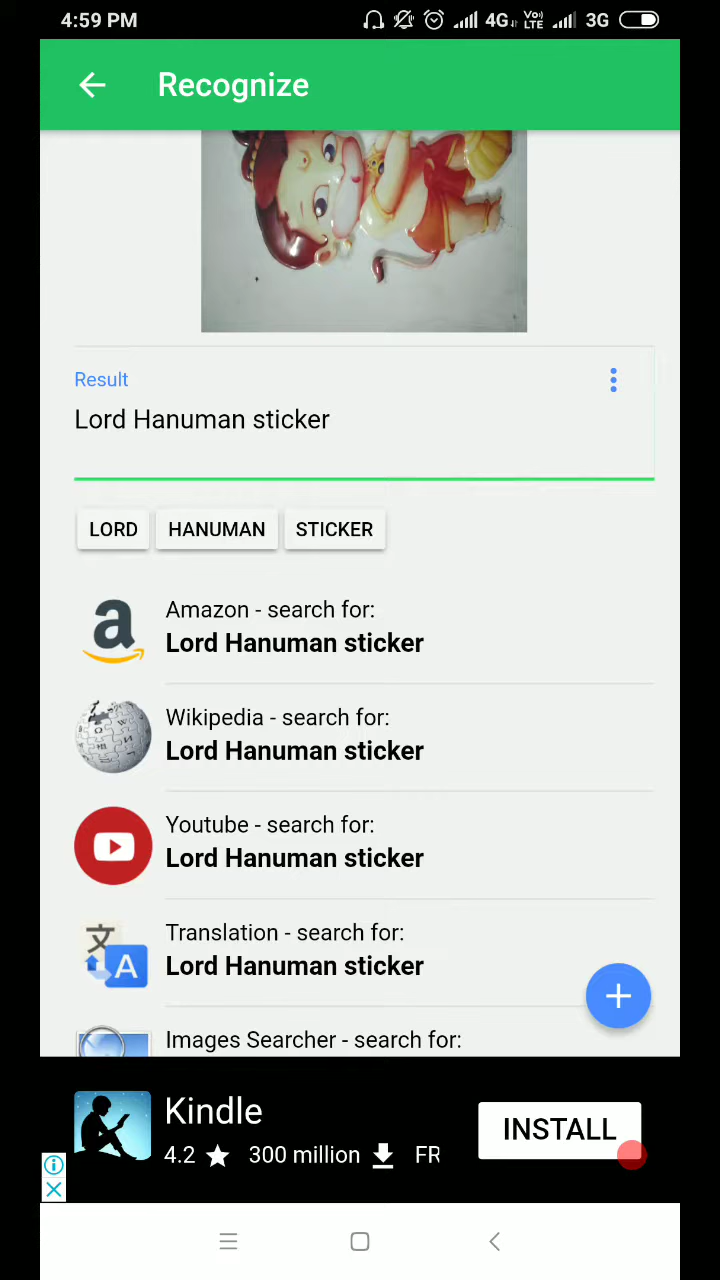 4:59 PM 4G Vo) LTE 3G
Recognize
Result
Lord Hanuman sticker
LORD HANUMAN STICKER
Amazon - search for:
Lord Hanuman sticker
Wikipedia - search for:
Lord Hanuman sticker
Youtube - search for:
Lord Hanuman sticker
Translation - search for:
Lord Hanuman sticker
Images Searcher - search for:
Kindle
4.2 300 million FR
INSTALL